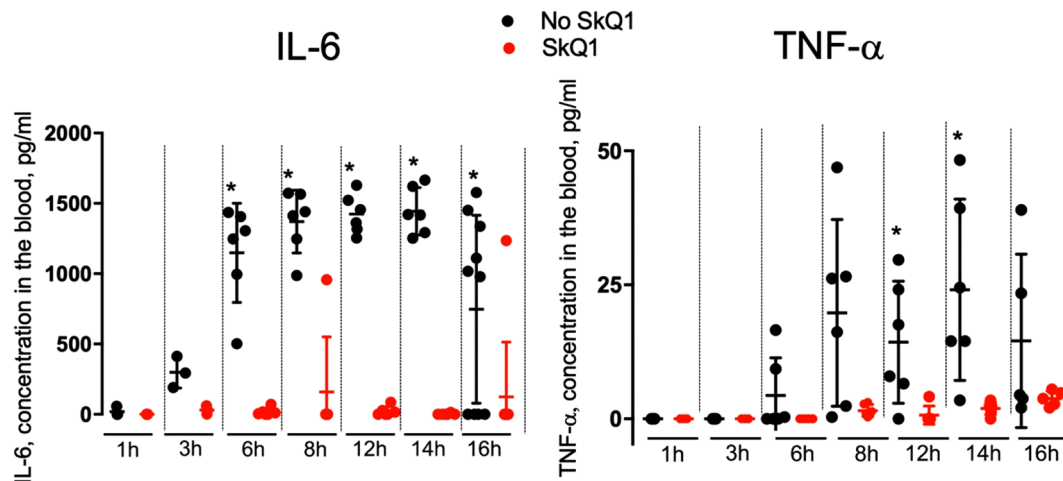 No SkQ1
SkQ1
IL-6
TNF-α
IL-6, concentration in the blood, pg/ml
2000
1500
1000
500
0
* * * * *
1h 3h 6h 8h 12h 14h 16h
TNF-α, concentration in the blood, pg/ml
50
25
0
* *
1h 3h 6h 8h 12h 14h 16h